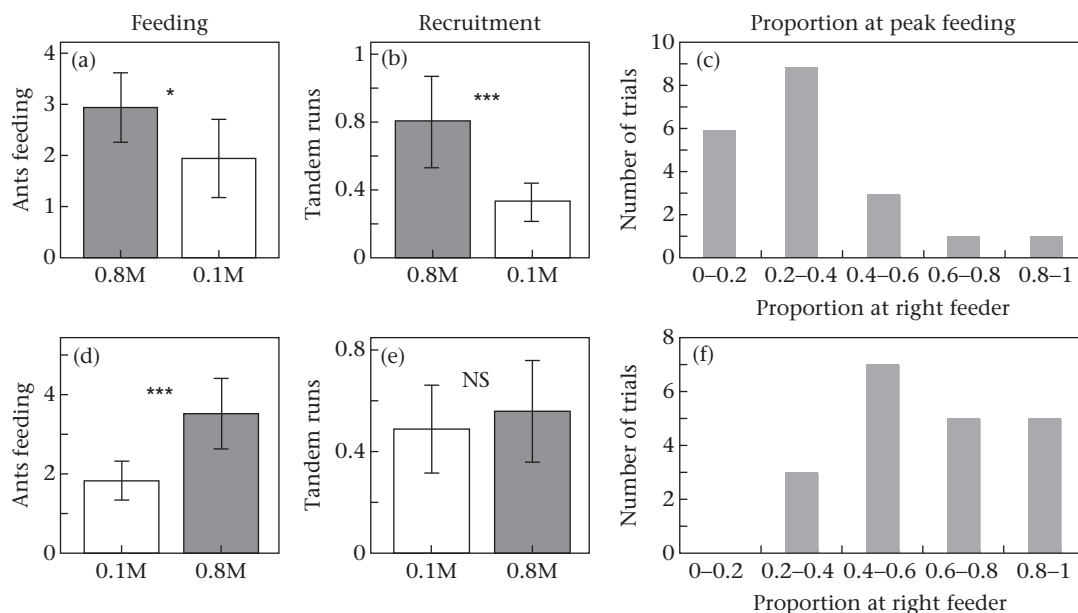 Feeding
Recruitment
Proportion at peak feeding
(a)
Ants feeding
4
3
2
1
0
*
0.8M 0.1M
(b)
Tandem runs
1
0.8
0.4
0
***
0.8M 0.1M
(c)
Number of trials
10
8
6
4
2
0
0–0.2 0.2–0.4 0.4–0.6 0.6–0.8 0.8–1
Proportion at right feeder
(d)
Ants feeding
4
2
0
***
0.1M 0.8M
(e)
Tandem runs
0.8
0.4
0
NS
0.1M 0.8M
(f)
Number of trials
8
6
4
2
0
0–0.2 0.2–0.4 0.4–0.6 0.6–0.8 0.8–1
Proportion at right feeder